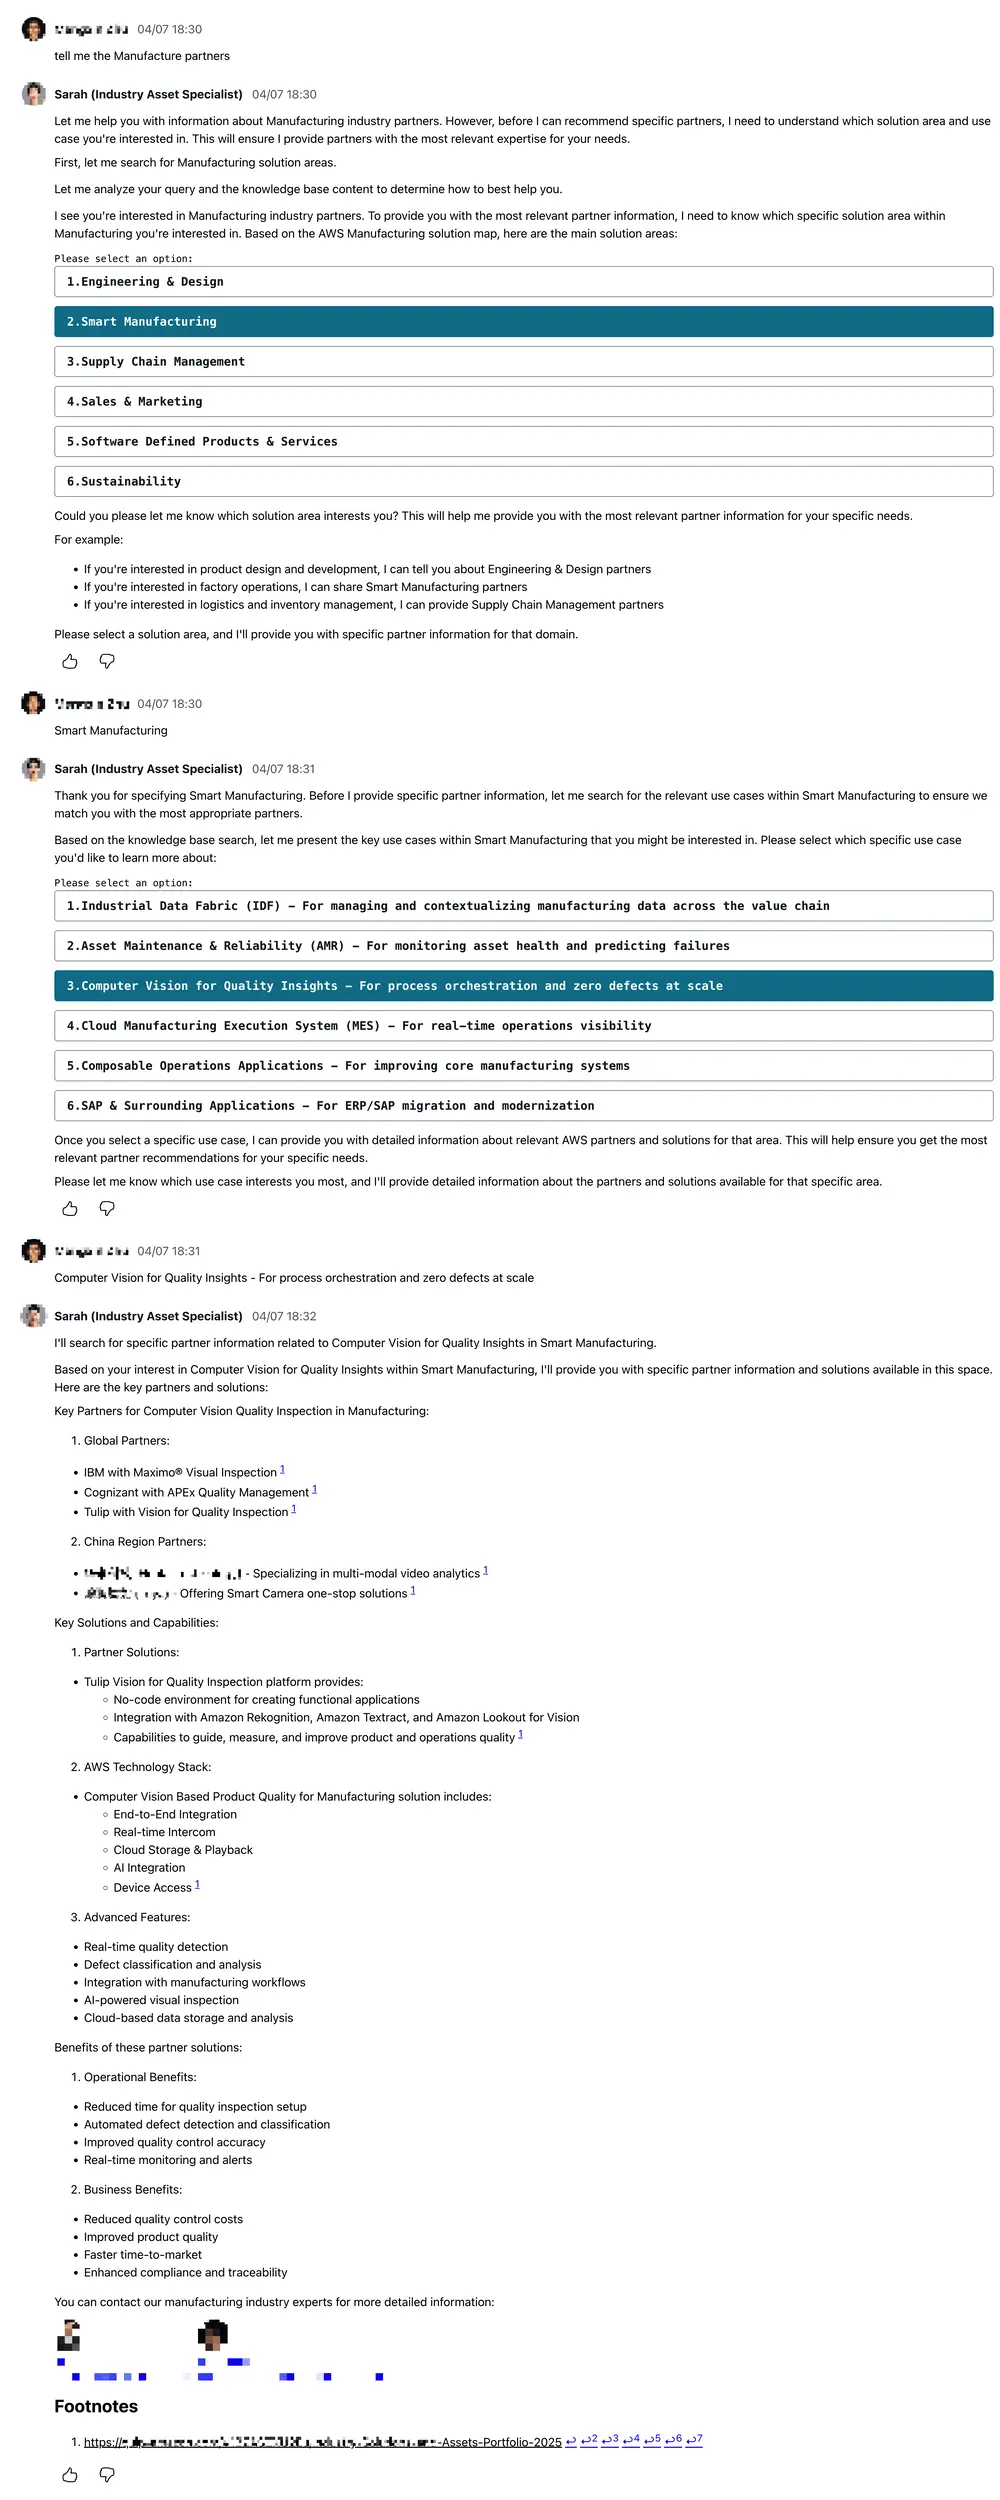 04/07 18:30
tell me the Manufacture partners
Sarah (Industry Asset Specialist) 04/07 18:30
Let me help you with information about Manufacturing industry partners. However, before I can recommend specific partners, I need to understand which solution area and use
case you're interested in. This will ensure I provide partners with the most relevant expertise for your needs.
First, let me search for Manufacturing solution areas.
Let me analyze your query and the knowledge base content to determine how to best help you.
I see you're interested in Manufacturing industry partners. To provide you with the most relevant partner information, I need to know which specific solution area within
Manufacturing you're interested in. Based on the AWS Manufacturing solution map, here are the main solution areas:
Please select an option:
1.Engineering & Design
2.Smart Manufacturing
3.Supply Chain Management
4.Sales & Marketing
5.Software Defined Products & Services
6.Sustainability
Could you please let me know which solution area interests you? This will help me provide you with the most relevant partner information for your specific needs.
For example:
• If you're interested in product design and development, I can tell you about Engineering & Design partners
• If you're interested in factory operations, I can share Smart Manufacturing partners
• If you're interested in logistics and inventory management, I can provide Supply Chain Management partners
Please select a solution area, and I'll provide you with specific partner information for that domain.
04/07 18:30
Smart Manufacturing
Sarah (Industry Asset Specialist) 04/07 18:31
Thank you for specifying Smart Manufacturing. Before I provide specific partner information, let me search for the relevant use cases within Smart Manufacturing to ensure we
match you with the most appropriate partners.
Based on the knowledge base search, let me present the key use cases within Smart Manufacturing that you might be interested in. Please select which specific use case
you'd like to learn more about:
Please select an option:
1.Industrial Data Fabric (IDF) – For managing and contextualizing manufacturing data across the value chain
2.Asset Maintenance & Reliability (AMR) – For monitoring asset health and predicting failures
3.Computer Vision for Quality Insights – For process orchestration and zero defects at scale
4.Cloud Manufacturing Execution System (MES) – For real-time operations visibility
5.Composable Operations Applications – For improving core manufacturing systems
6.SAP & Surrounding Applications – For ERP/SAP migration and modernization
Once you select a specific use case, I can provide you with detailed information about relevant AWS partners and solutions for that area. This will help ensure you get the most
relevant partner recommendations for your specific needs.
Please let me know which use case interests you most, and I'll provide detailed information about the partners and solutions available for that specific area.
04/07 18:31
Computer Vision for Quality Insights - For process orchestration and zero defects at scale
Sarah (Industry Asset Specialist) 04/07 18:32
I'll search for specific partner information related to Computer Vision for Quality Insights in Smart Manufacturing.
Based on your interest in Computer Vision for Quality Insights within Smart Manufacturing, I'll provide you with specific partner information and solutions available in this space.
Here are the key partners and solutions:
Key Partners for Computer Vision Quality Inspection in Manufacturing:
1. Global Partners:
• IBM with Maximo® Visual Inspection 1
• Cognizant with APEx Quality Management 1
• Tulip with Vision for Quality Inspection 1
2. China Region Partners:
• - Specializing in multi-modal video analytics 1
• - Offering Smart Camera one-stop solutions 1
Key Solutions and Capabilities:
1. Partner Solutions:
• Tulip Vision for Quality Inspection platform provides:
◦ No-code environment for creating functional applications
◦ Integration with Amazon Rekognition, Amazon Textract, and Amazon Lookout for Vision
◦ Capabilities to guide, measure, and improve product and operations quality 1
2. AWS Technology Stack:
• Computer Vision Based Product Quality for Manufacturing solution includes:
◦ End-to-End Integration
◦ Real-time Intercom
◦ Cloud Storage & Playback
◦ AI Integration
◦ Device Access 1
3. Advanced Features:
• Real-time quality detection
• Defect classification and analysis
• Integration with manufacturing workflows
• AI-powered visual inspection
• Cloud-based data storage and analysis
Benefits of these partner solutions:
1. Operational Benefits:
• Reduced time for quality inspection setup
• Automated defect detection and classification
• Improved quality control accuracy
• Real-time monitoring and alerts
2. Business Benefits:
• Reduced quality control costs
• Improved product quality
• Faster time-to-market
• Enhanced compliance and traceability
You can contact our manufacturing industry experts for more detailed information:
Footnotes
1. https:// -Assets-Portfolio-2025 ↩ ↩2 ↩3 ↩4 ↩5 ↩6 ↩7